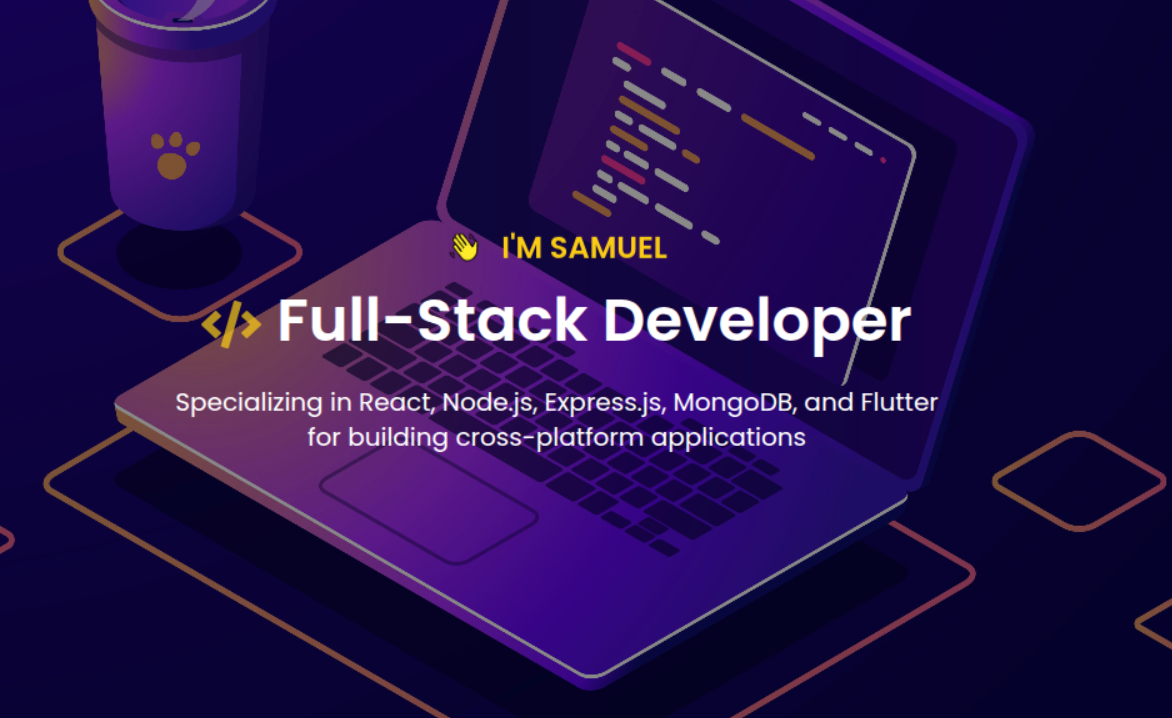 👋 I'M SAMUEL
</> Full-Stack Developer
Specializing in React, Node.js, Express.js, MongoDB, and Flutter
for building cross-platform applications